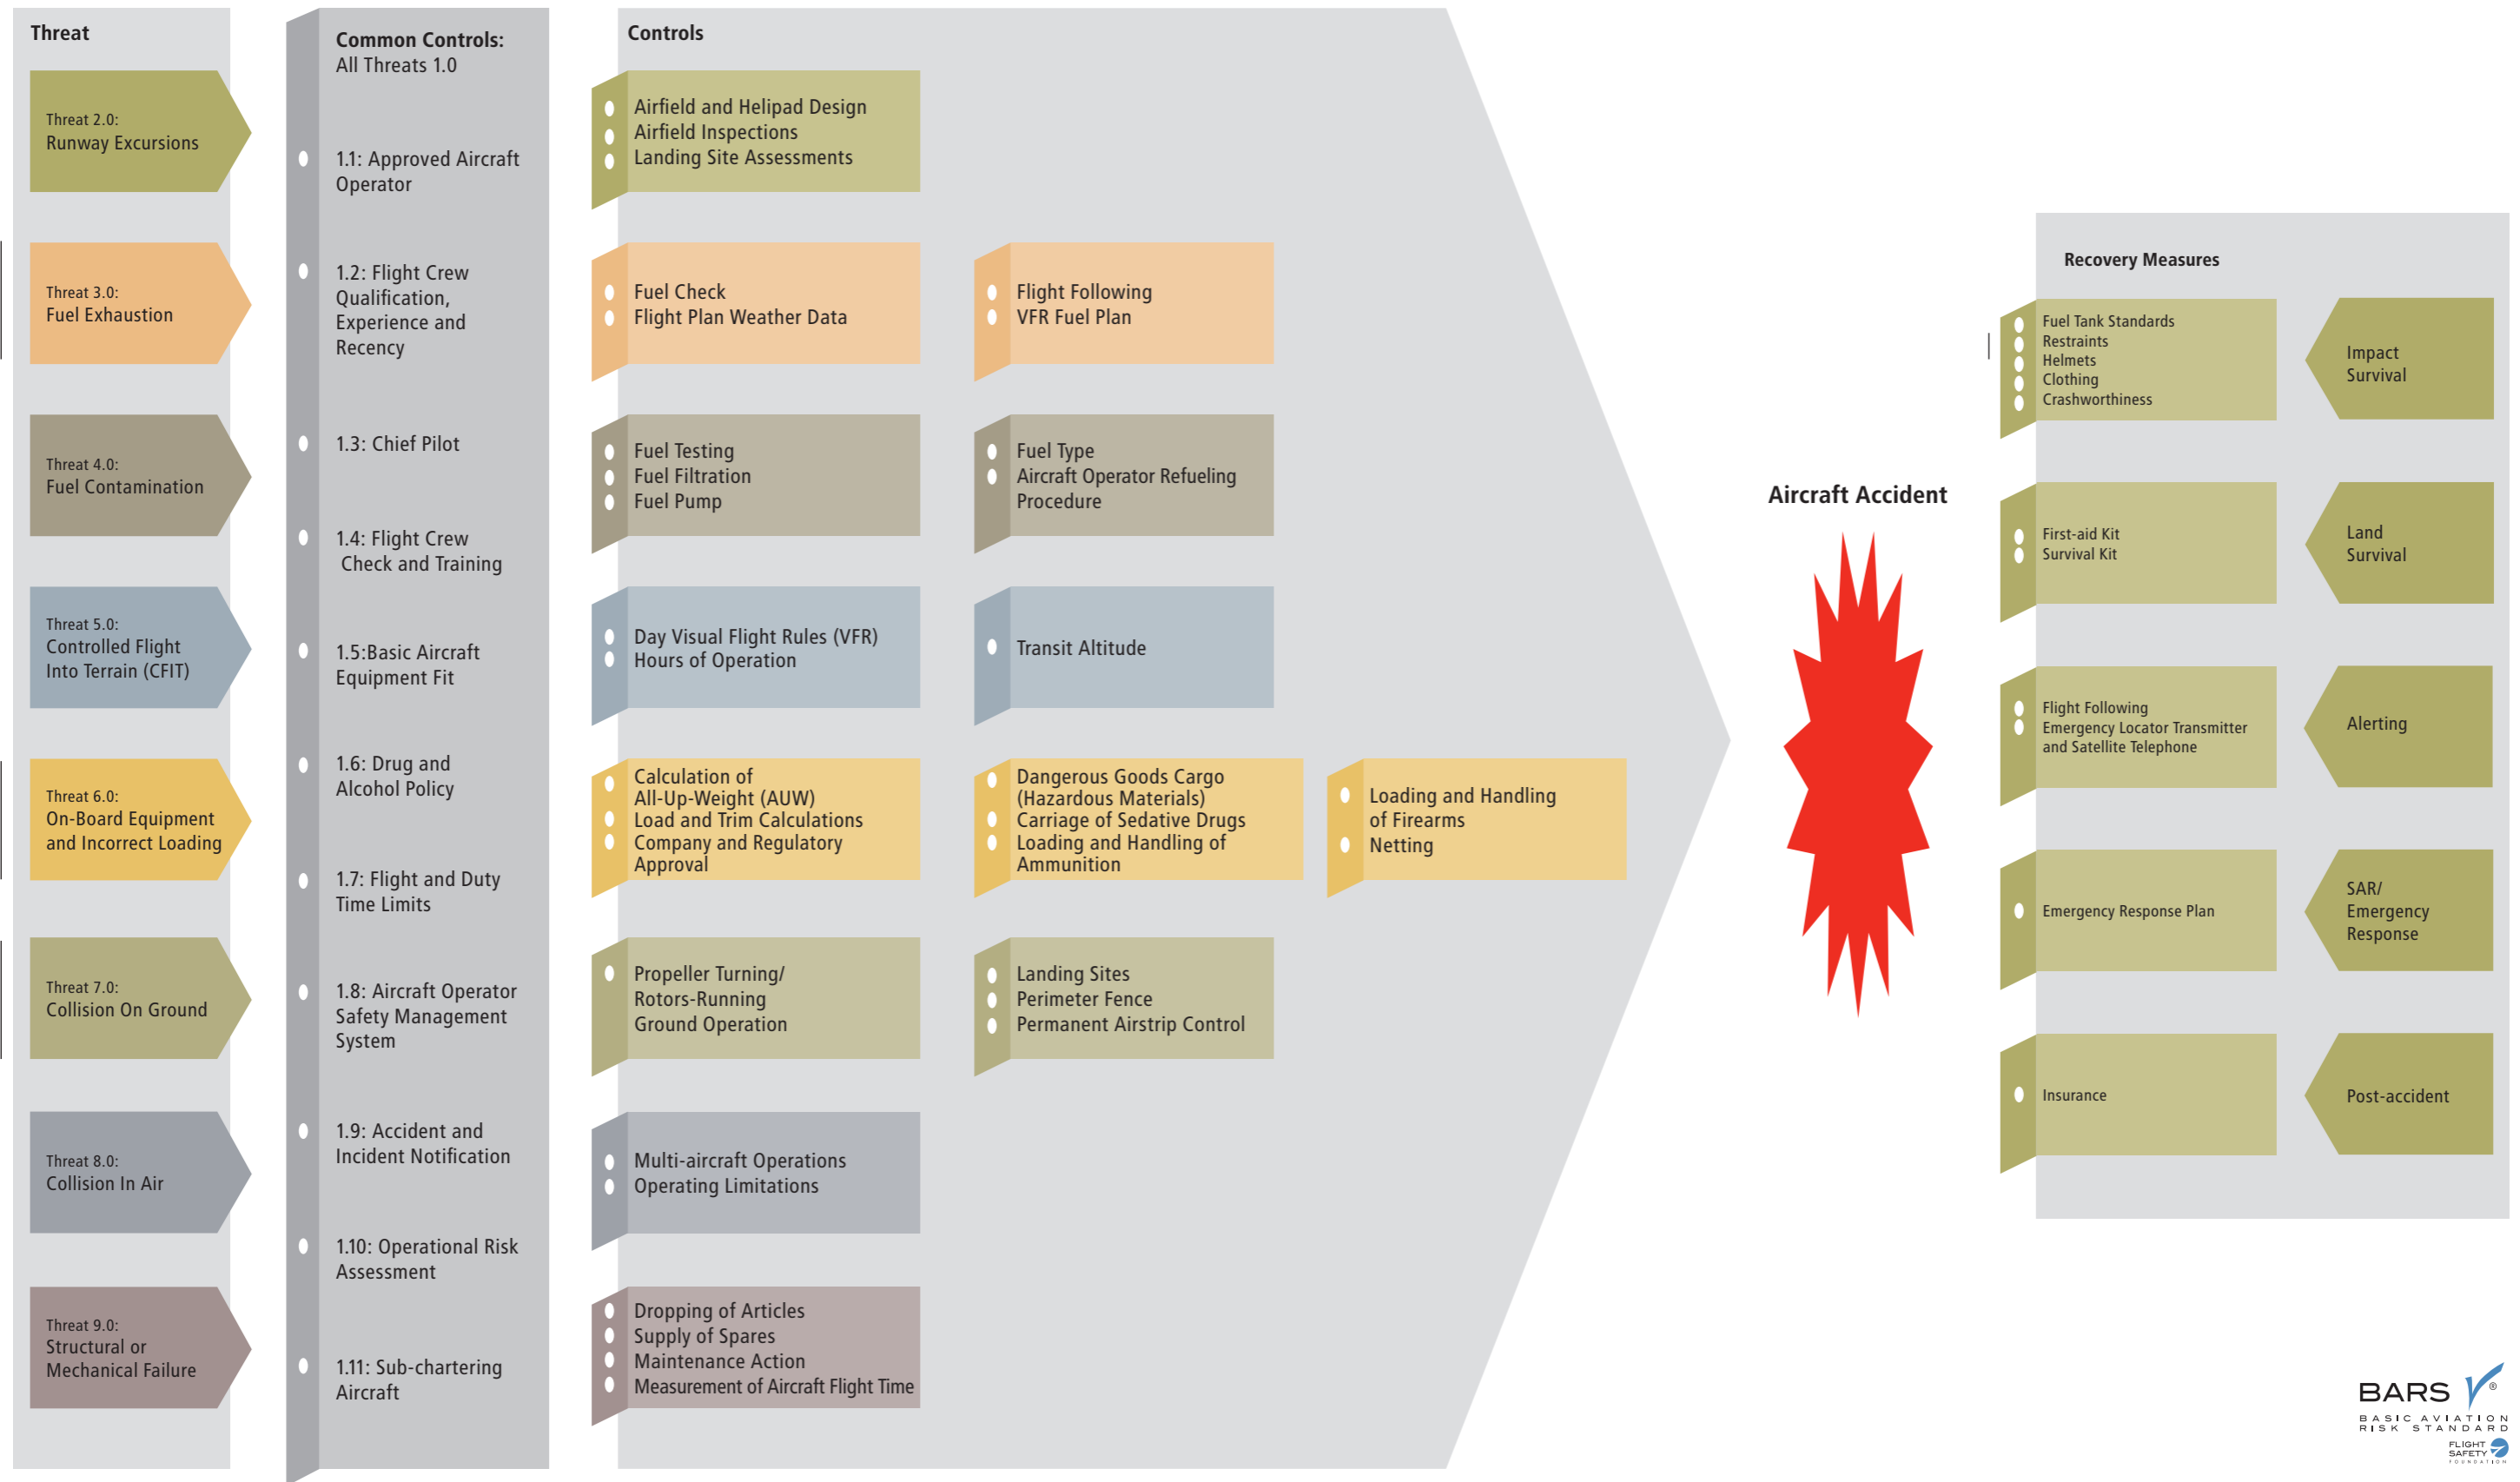 Threat
Threat 2.0:
Runway Excursions
Threat 3.0:
Fuel Exhaustion
Threat 4.0:
Fuel Contamination
Threat 5.0:
Controlled Flight
Into Terrain (CFIT)
Threat 6.0:
On-Board Equipment
and Incorrect Loading
Threat 7.0:
Collision On Ground
Threat 8.0:
Collision In Air
Threat 9.0:
Structural or
Mechanical Failure
Common Controls:
All Threats 1.0
1.1: Approved Aircraft
Operator
1.2: Flight Crew
Qualification,
Experience and
Recency
1.3: Chief Pilot
1.4: Flight Crew
Check and Training
1.5:Basic Aircraft
Equipment Fit
1.6: Drug and
Alcohol Policy
1.7: Flight and Duty
Time Limits
1.8: Aircraft Operator
Safety Management
System
1.9: Accident and
Incident Notification
1.10: Operational Risk
Assessment
1.11: Sub-chartering
Aircraft
Controls
Airfield and Helipad Design
Airfield Inspections
Landing Site Assessments
Fuel Check
Flight Plan Weather Data
Flight Following
VFR Fuel Plan
Fuel Testing
Fuel Filtration
Fuel Pump
Fuel Type
Aircraft Operator Refueling
Procedure
Day Visual Flight Rules (VFR)
Hours of Operation
Transit Altitude
Calculation of
All-Up-Weight (AUW)
Load and Trim Calculations
Company and Regulatory
Approval
Dangerous Goods Cargo
(Hazardous Materials)
Carriage of Sedative Drugs
Loading and Handling of
Ammunition
Loading and Handling
of Firearms
Netting
Propeller Turning/
Rotors-Running
Ground Operation
Landing Sites
Perimeter Fence
Permanent Airstrip Control
Multi-aircraft Operations
Operating Limitations
Dropping of Articles
Supply of Spares
Maintenance Action
Measurement of Aircraft Flight Time
Aircraft Accident
Recovery Measures
Fuel Tank Standards
Restraints
Helmets
Clothing
Crashworthiness
Impact
Survival
First-aid Kit
Survival Kit
Land
Survival
Flight Following
Emergency Locator Transmitter
and Satellite Telephone
Alerting
Emergency Response Plan
SAR/
Emergency
Response
Insurance
Post-accident
BARS ®
BASIC AVIATION
RISK STANDARD
FLIGHT
SAFETY
FOUNDATION